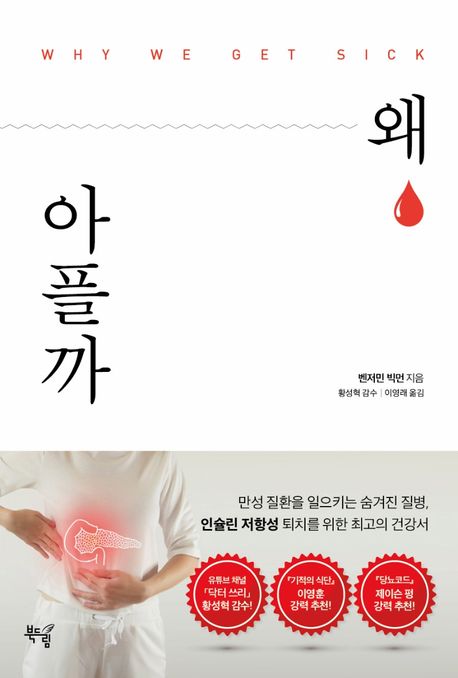 WHY WE GET SICK
왜
아플까
벤저민 빅먼 지음
황성혁 감수 | 이영래 옮김
만성 질환을 일으키는 숨겨진 질병,
인슐린 저항성 퇴치를 위한 최고의 건강서
유튜브 채널
「닥터 쓰리」
황성혁 감수!
『기적의 식단』
이영훈
강력 추천!
『당뇨코드』
제이슨 펑
강력 추천!
북드림